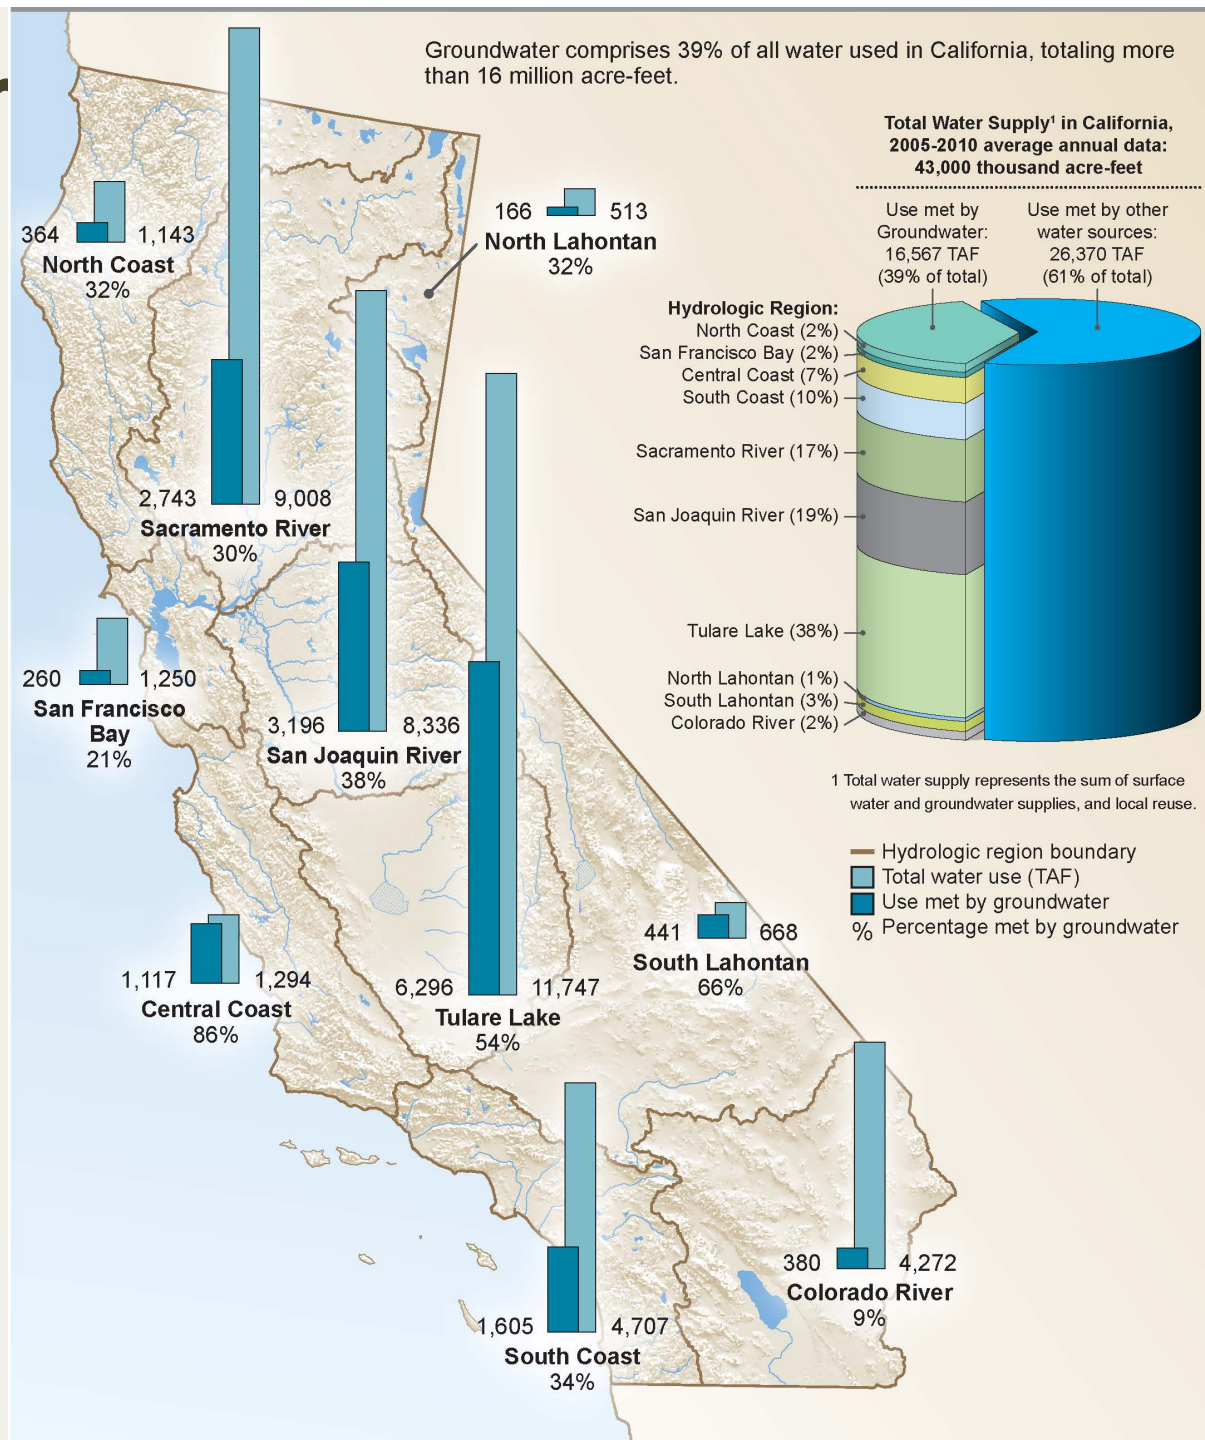 Groundwater comprises 39% of all water used in California, totaling more
than 16 million acre-feet.
Total Water Supply¹ in California,
2005-2010 average annual data:
43,000 thousand acre-feet
Use met by
Groundwater:
16,567 TAF
(39% of total)
Use met by other
water sources:
26,370 TAF
(61% of total)
Hydrologic Region:
North Coast (2%)
San Francisco Bay (2%)
Central Coast (7%)
South Coast (10%)
Sacramento River (17%)
San Joaquin River (19%)
Tulare Lake (38%)
North Lahontan (1%)
South Lahontan (3%)
Colorado River (2%)
1 Total water supply represents the sum of surface
water and groundwater supplies, and local reuse.
Hydrologic region boundary
Total water use (TAF)
Use met by groundwater
% Percentage met by groundwater
364 1,143
North Coast
32%
166 513
North Lahontan
32%
2,743 9,008
Sacramento River
30%
260 1,250
San Francisco
Bay
21%
3,196 8,336
San Joaquin River
38%
1,117 1,294
Central Coast
86%
6,296 11,747
Tulare Lake
54%
441 668
South Lahontan
66%
380 4,272
Colorado River
9%
1,605 4,707
South Coast
34%